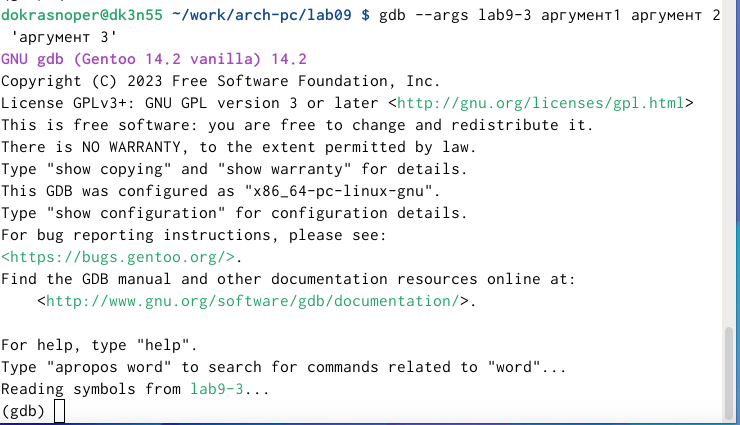 dokrasnoper@dk3n55 ~/work/arch-pc/lab09 $ gdb --args lab9-3 аргумент1 аргумент 2
 'аргумент 3'
GNU gdb (Gentoo 14.2 vanilla) 14.2
Copyright (C) 2023 Free Software Foundation, Inc.
License GPLv3+: GNU GPL version 3 or later <http://gnu.org/licenses/gpl.html>
This is free software: you are free to change and redistribute it.
There is NO WARRANTY, to the extent permitted by law.
Type "show copying" and "show warranty" for details.
This GDB was configured as "x86_64-pc-linux-gnu".
Type "show configuration" for configuration details.
For bug reporting instructions, please see:
<https://bugs.gentoo.org/>.
Find the GDB manual and other documentation resources online at:
    <http://www.gnu.org/software/gdb/documentation/>.

For help, type "help".
Type "apropos word" to search for commands related to "word"...
Reading symbols from lab9-3...
(gdb)